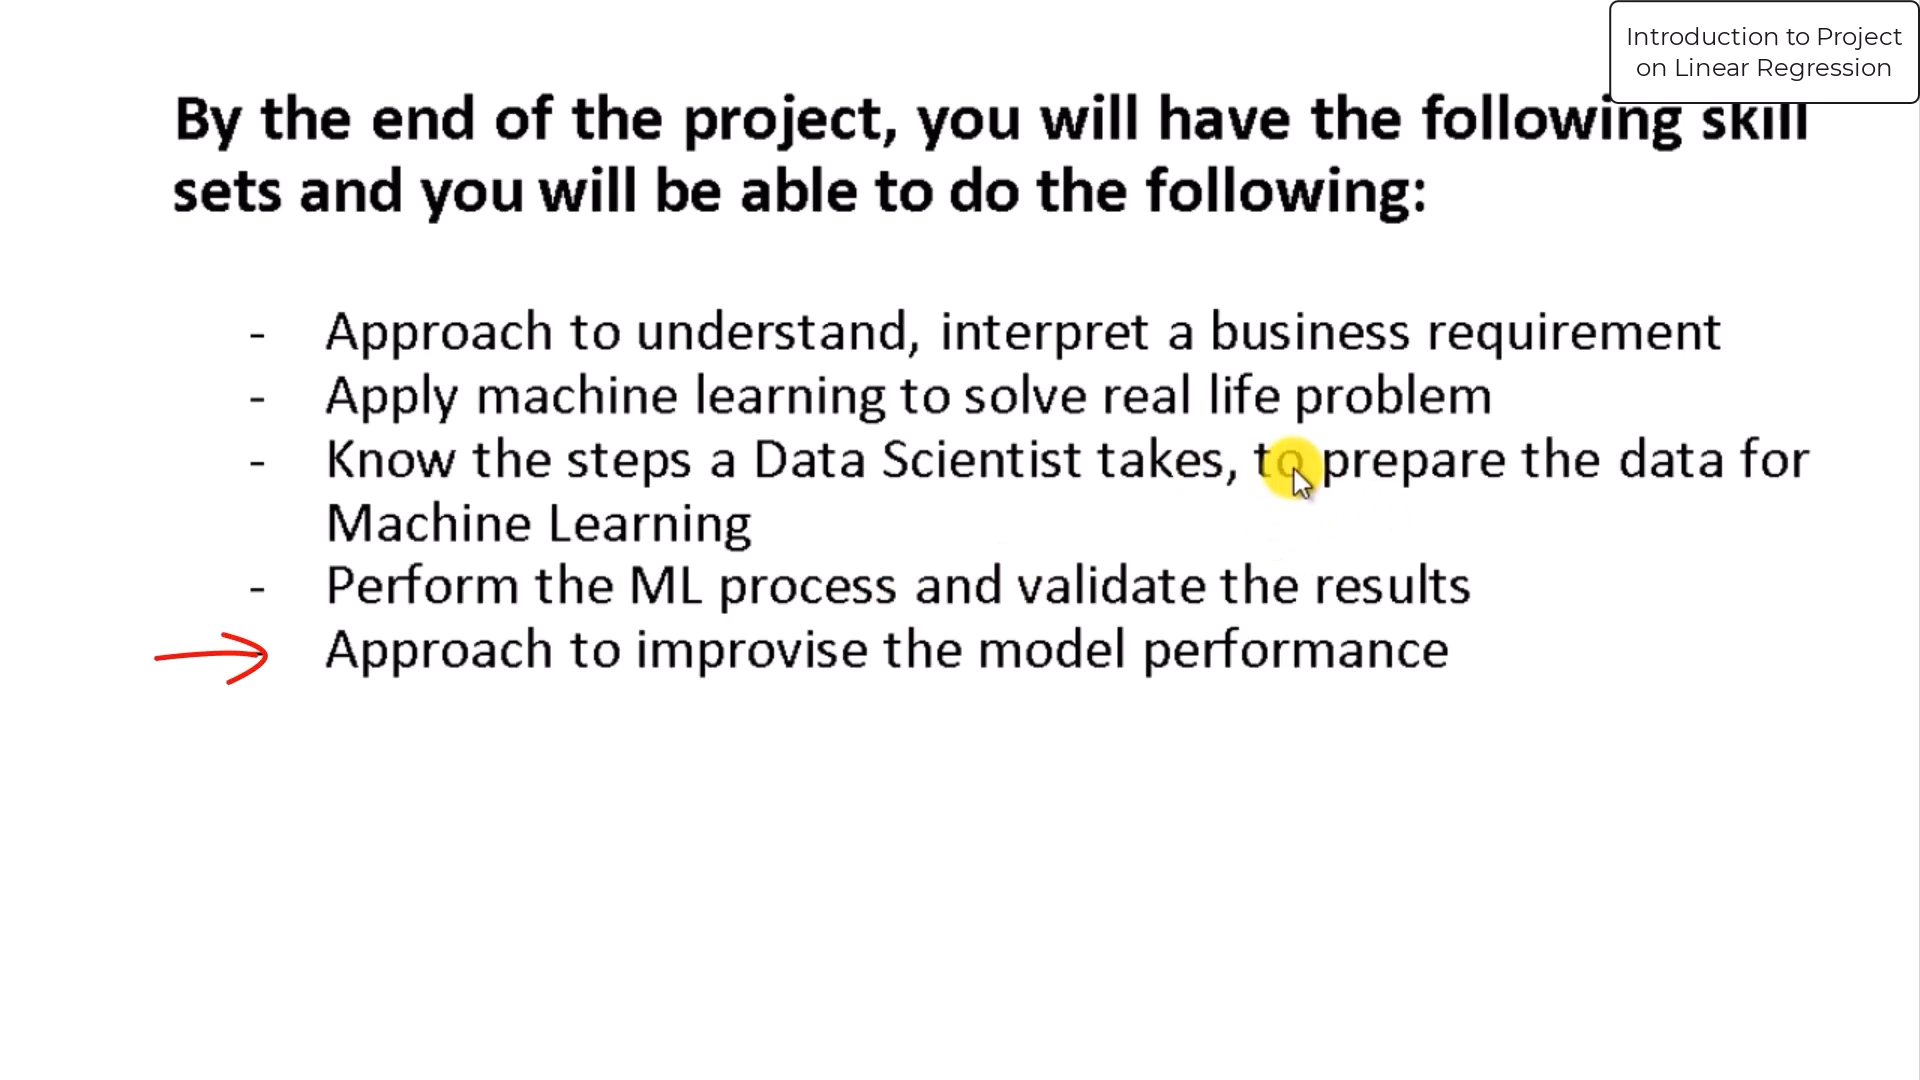 Introduction to Project
on Linear Regression
By the end of the project, you will have the following skill
sets and you will be able to do the following:
- Approach to understand, interpret a business requirement
- Apply machine learning to solve real life problem
- Know the steps a Data Scientist takes, to prepare the data for
Machine Learning
- Perform the ML process and validate the results
- Approach to improvise the model performance